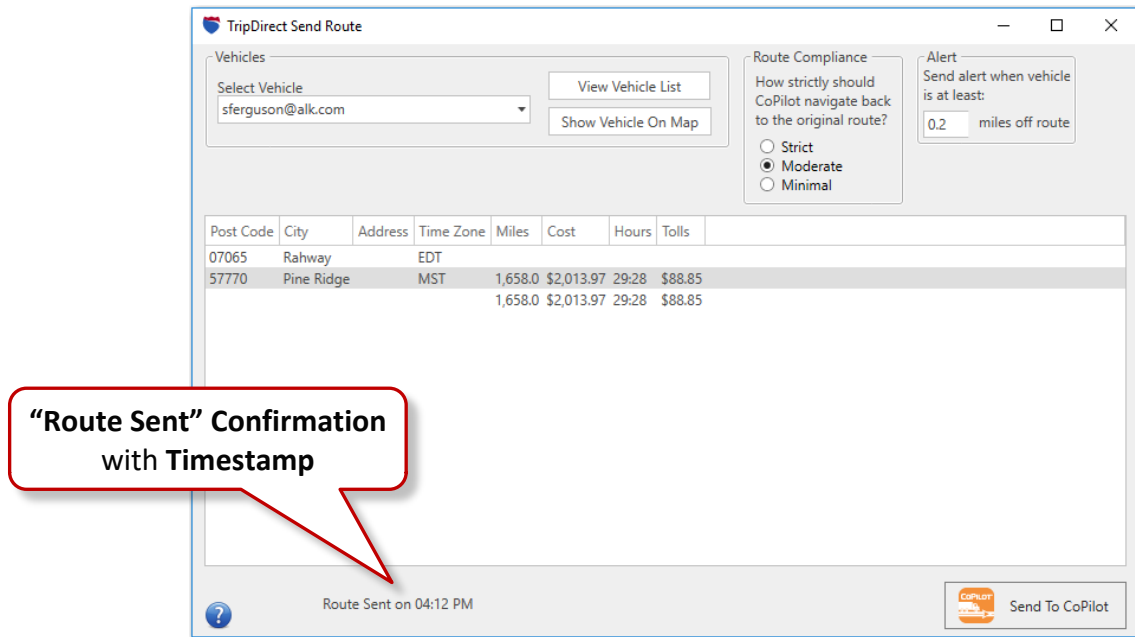 TripDirect Send Route
Vehicles
Select Vehicle
sferguson@alk.com
View Vehicle List
Show Vehicle On Map
Route Compliance
How strictly should
CoPilot navigate back
to the original route?
Strict
Moderate
Minimal
Alert
Send alert when vehicle
is at least:
0.2 miles off route
Post Code City Address Time Zone Miles Cost Hours Tolls
07065 Rahway EDT
57770 Pine Ridge MST 1,658.0 $2,013.97 29:28 $88.85
1,658.0 $2,013.97 29:28 $88.85
“Route Sent” Confirmation
with Timestamp
?
Route Sent on 04:12 PM
COPILOT
Send To CoPilot